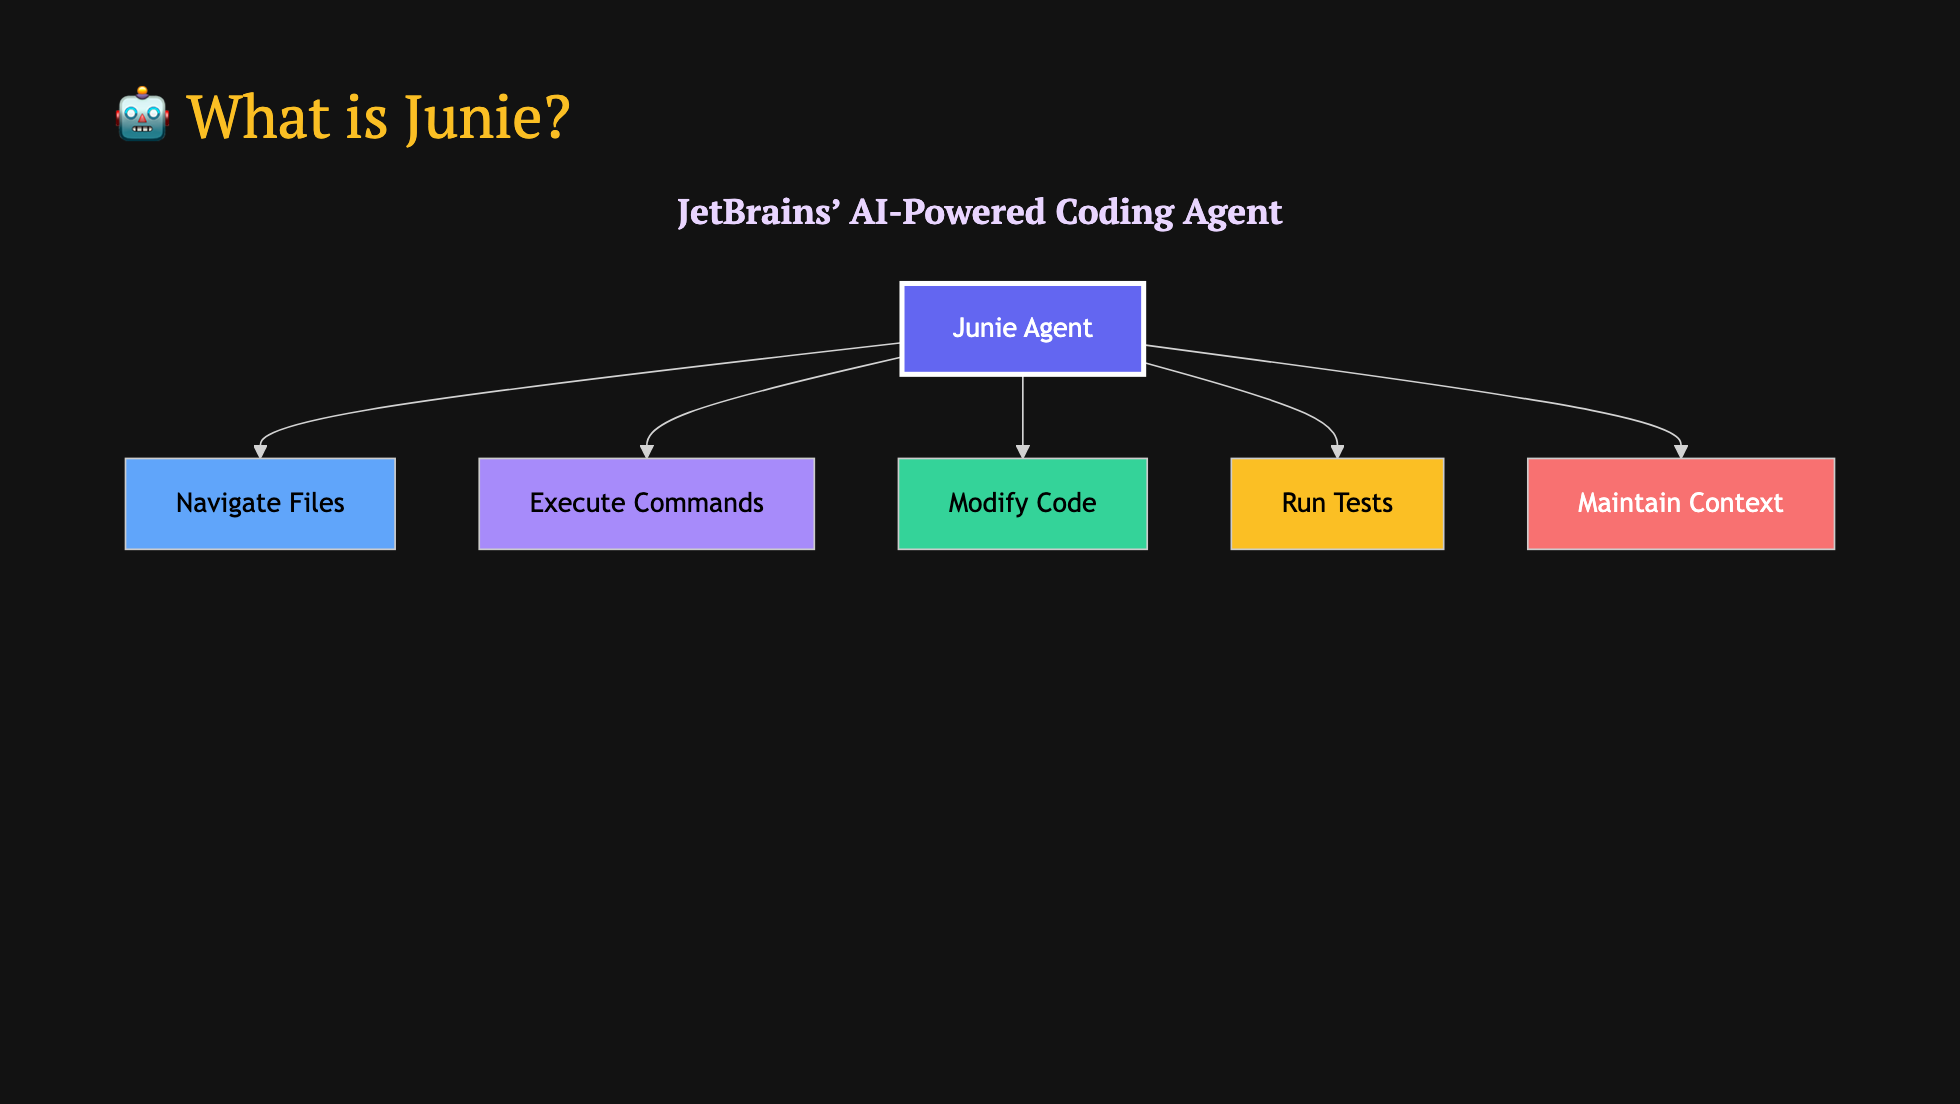 🤖 What is Junie?
JetBrains’ AI-Powered Coding Agent
Junie Agent
Navigate Files
Execute Commands
Modify Code
Run Tests
Maintain Context